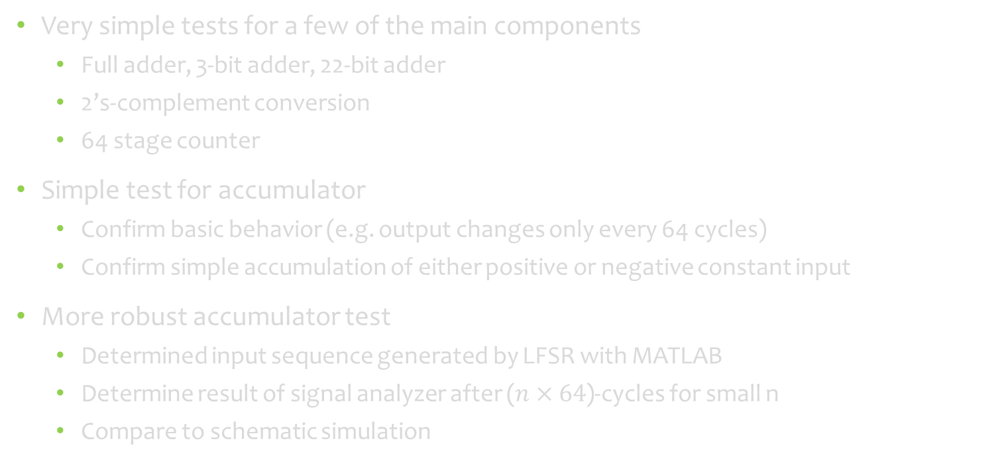 • Very simple tests for a few of the main components
• Full adder, 3-bit adder, 22-bit adder
• 2’s-complement conversion
• 64 stage counter
• Simple test for accumulator
• Confirm basic behavior (e.g. output changes only every 64 cycles)
• Confirm simple accumulation of either positive or negative constant input
• More robust accumulator test
• Determined input sequence generated by LFSR with MATLAB
• Determine result of signal analyzer after (n × 64)-cycles for small n
• Compare to schematic simulation